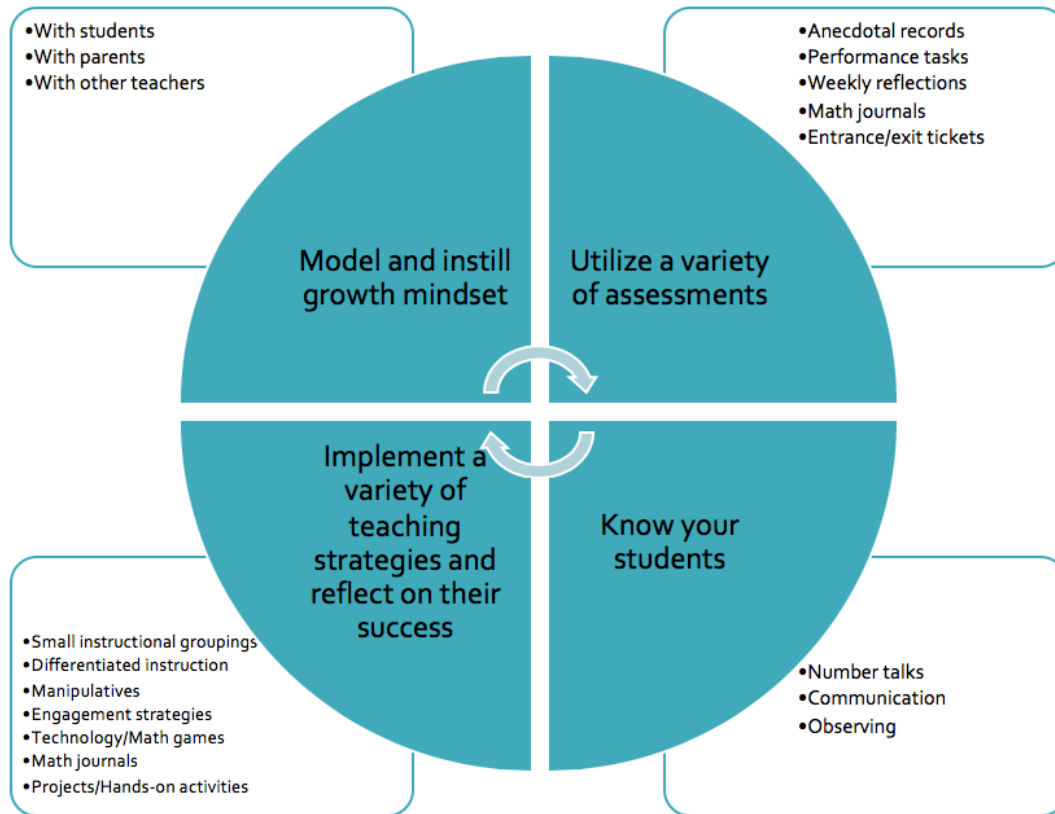 •With students
•With parents
•With other teachers
•Anecdotal records
•Performance tasks
•Weekly reflections
•Math journals
•Entrance/exit tickets
Model and instill
growth mindset
Utilize a variety
of assessments
Implement a
variety of
teaching
strategies and
reflect on their
success
Know your
students
•Small instructional groupings
•Differentiated instruction
•Manipulatives
•Engagement strategies
•Technology/Math games
•Math journals
•Projects/Hands-on activities
•Number talks
•Communication
•Observing